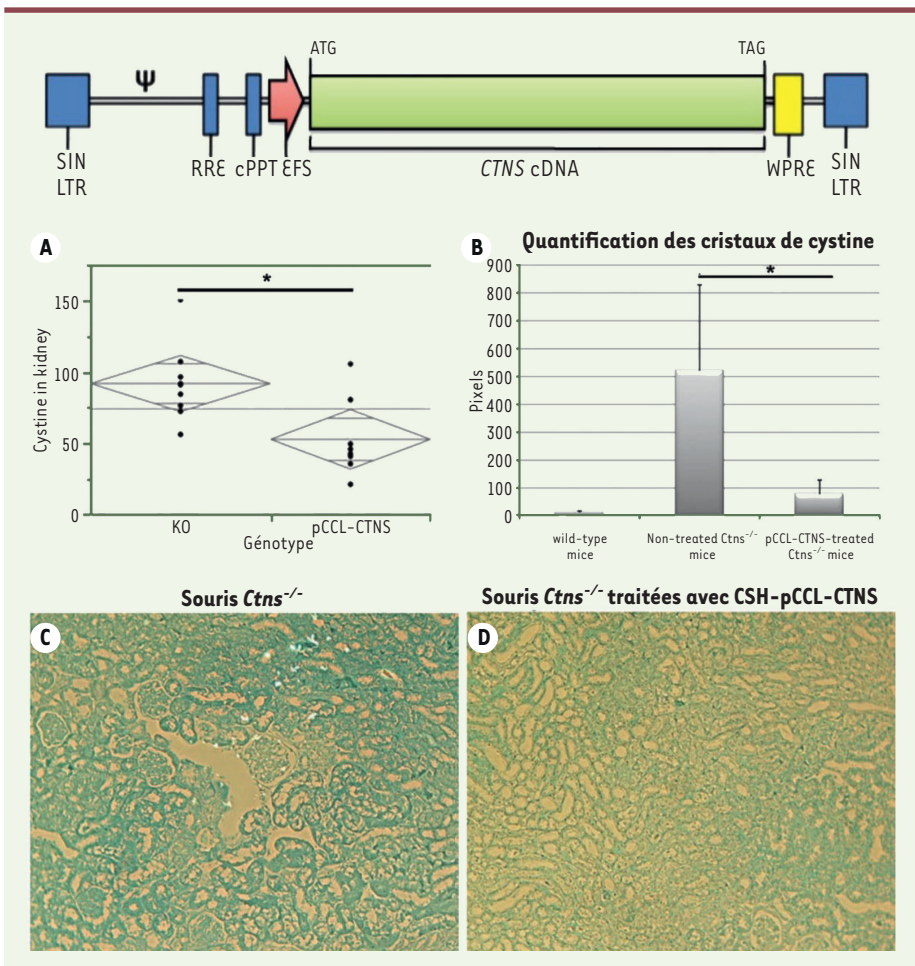 ATG TAG
Ψ
SIN
LTR
RRE cPPT EFS
CTNS cDNA
WPRE
SIN
LTR
A
Cystine in kidney
150
100
50
0
KO pCCL-CTNS
Génotype
*
B
Quantification des cristaux de cystine
Pixels
900
800
700
600
500
400
300
200
100
0
*
wild-type
mice
Non-treated Ctns⁻/⁻
mice
pCCL-CTNS-treated
Ctns⁻/⁻ mice
Souris Ctns⁻/⁻
C
Souris Ctns⁻/⁻ traitées avec CSH-pCCL-CTNS
D